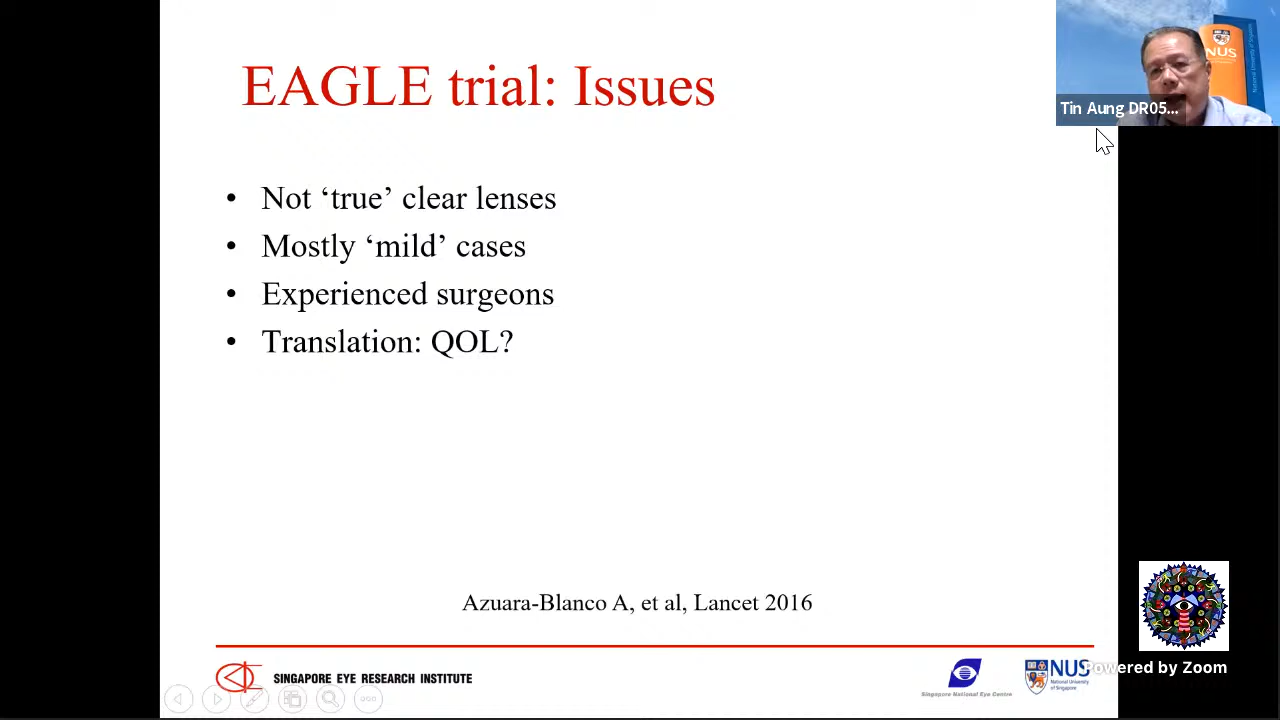 EAGLE trial: Issues
NUS
Tin Aung DR05...
• Not ‘true’ clear lenses
• Mostly ‘mild’ cases
• Experienced surgeons
• Translation: QOL?
Azuara-Blanco A, et al, Lancet 2016
SINGAPORE EYE RESEARCH INSTITUTE
Singapore National Eye Centre
NUS
National University
of Singapore
Powered by Zoom